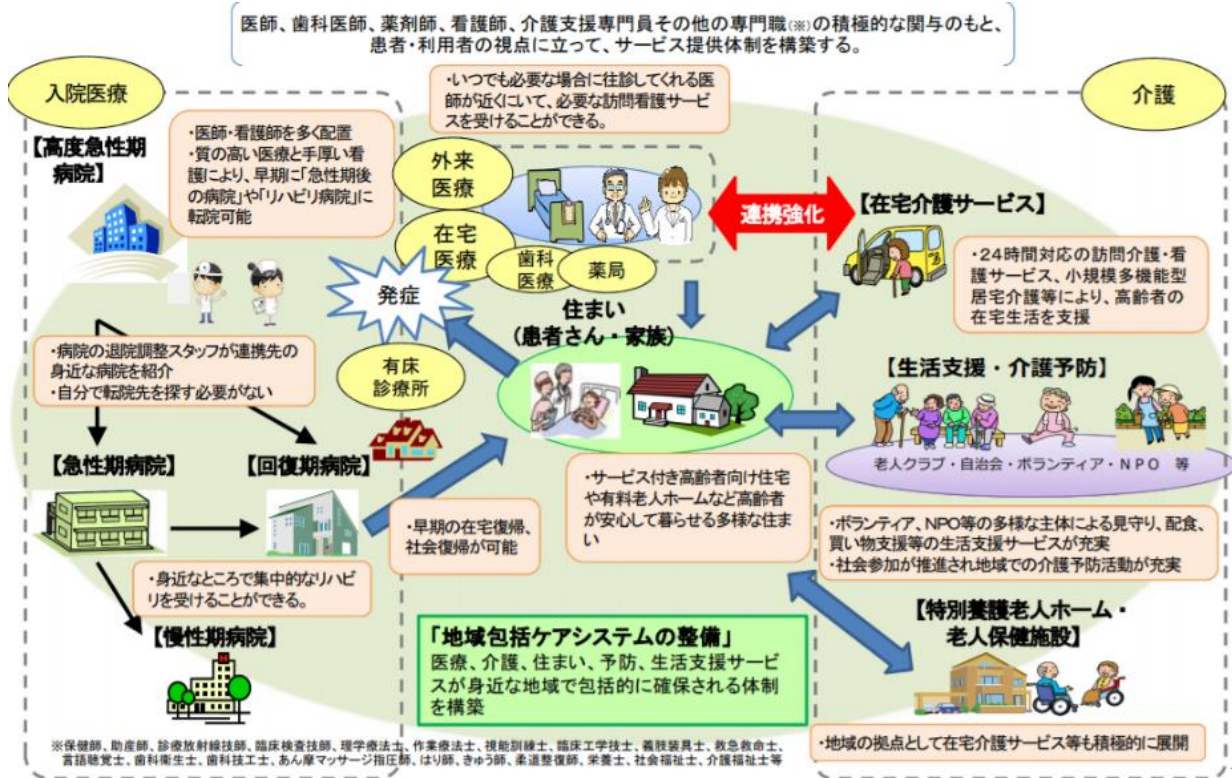 医師、歯科医師、薬剤師、看護師、介護支援専門員その他の専門職(※)の積極的な関与のもと、
患者・利用者の視点に立って、サービス提供体制を構築する。
入院医療
【高度急性期
病院】
・医師・看護師を多く配置
・質の高い医療と手厚い看
護により、早期に「急性期後
の病院」や「リハビリ病院」に
転院可能
・いつでも必要な場合に往診してくれる医
師が近くにいて、必要な訪問看護サービ
スを受けることができる。
介護
外来
医療
在宅
医療
歯科
医療
薬局
連携強化
【在宅介護サービス】
・24時間対応の訪問介護・看
護サービス、小規模多機能型
居宅介護等により、高齢者の
在宅生活を支援
発症
住まい
(患者さん・家族)
・病院の退院調整スタッフが連携先の
身近な病院を紹介
・自分で転院先を探す必要がない
有床
診療所
【生活支援・介護予防】
老人クラブ・自治会・ボランティア・NPO 等
【急性期病院】
【回復期病院】
・早期の在宅復帰、
社会復帰が可能
・サービス付き高齢者向け住宅
や有料老人ホームなど高齢者
が安心して暮らせる多様な住ま
い
・ボランティア、NPO等の多様な主体による見守り、配食、
買い物支援等の生活支援サービスが充実
・社会参加が推進され地域での介護予防活動が充実
・身近なところで集中的なリハビ
リを受けることができる。
【慢性期病院】
「地域包括ケアシステムの整備」
医療、介護、住まい、予防、生活支援サービ
スが身近な地域で包括的に確保される体制
を構築
【特別養護老人ホーム・
老人保健施設】
・地域の拠点として在宅介護サービス等も積極的に展開
※保健師、助産師、診療放射線技師、臨床検査技師、理学療法士、作業療法士、視能訓練士、臨床工学技士、義肢装具士、救急救命士、
言語聴覚士、歯科衛生士、歯科技工士、あん摩マッサージ指圧師、はり師、きゅう師、柔道整復師、栄養士、社会福祉士、介護福祉士等